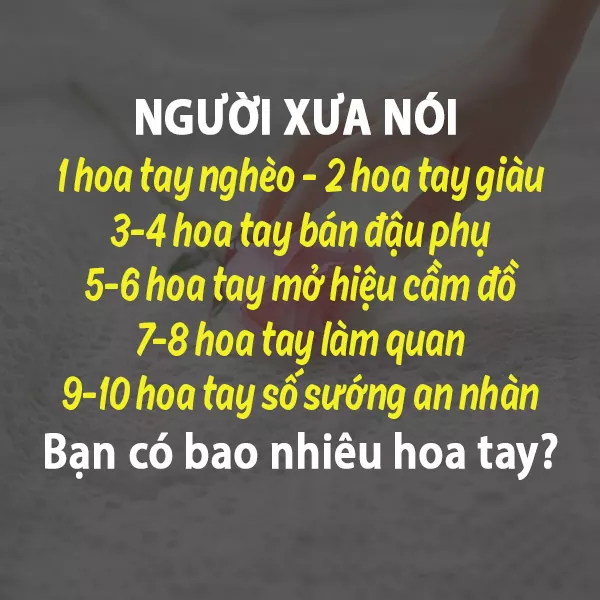 NGƯỜI XƯA NÓI
1 hoa tay nghèo - 2 hoa tay giàu
3-4 hoa tay bán đậu phụ
5-6 hoa tay mở hiệu cầm đồ
7-8 hoa tay làm quan
9-10 hoa tay số sướng an nhàn
Bạn có bao nhiêu hoa tay?